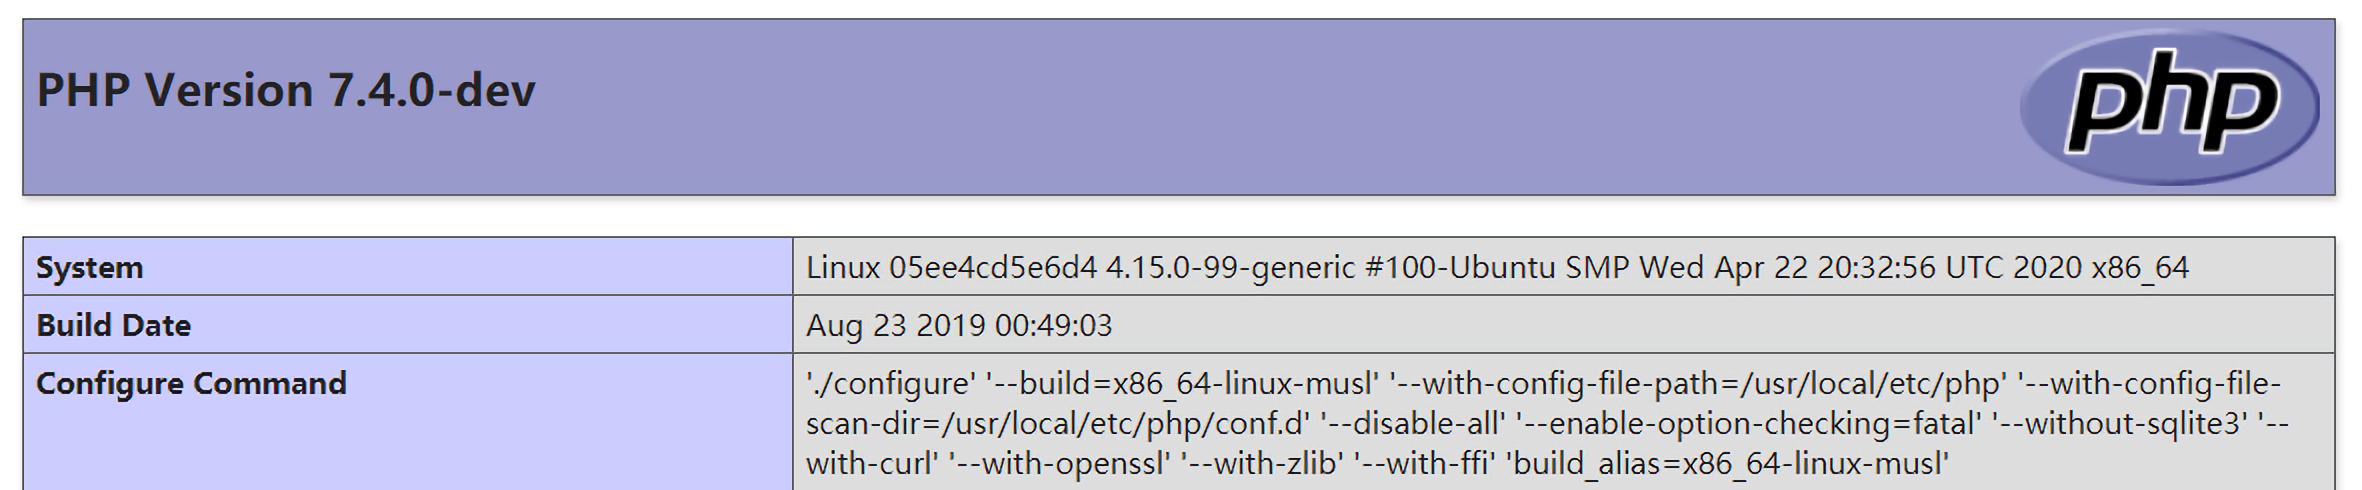 PHP Version 7.4.0-dev
php
System
Linux 05ee4cd5e6d4 4.15.0-99-generic #100-Ubuntu SMP Wed Apr 22 20:32:56 UTC 2020 x86_64
Build Date
Aug 23 2019 00:49:03
Configure Command
'./configure' '--build=x86_64-linux-musl' '--with-config-file-path=/usr/local/etc/php' '--with-config-file-
scan-dir=/usr/local/etc/php/conf.d' '--disable-all' '--enable-option-checking=fatal' '--without-sqlite3' '--
with-curl' '--with-openssl' '--with-zlib' '--with-ffi' 'build_alias=x86_64-linux-musl'